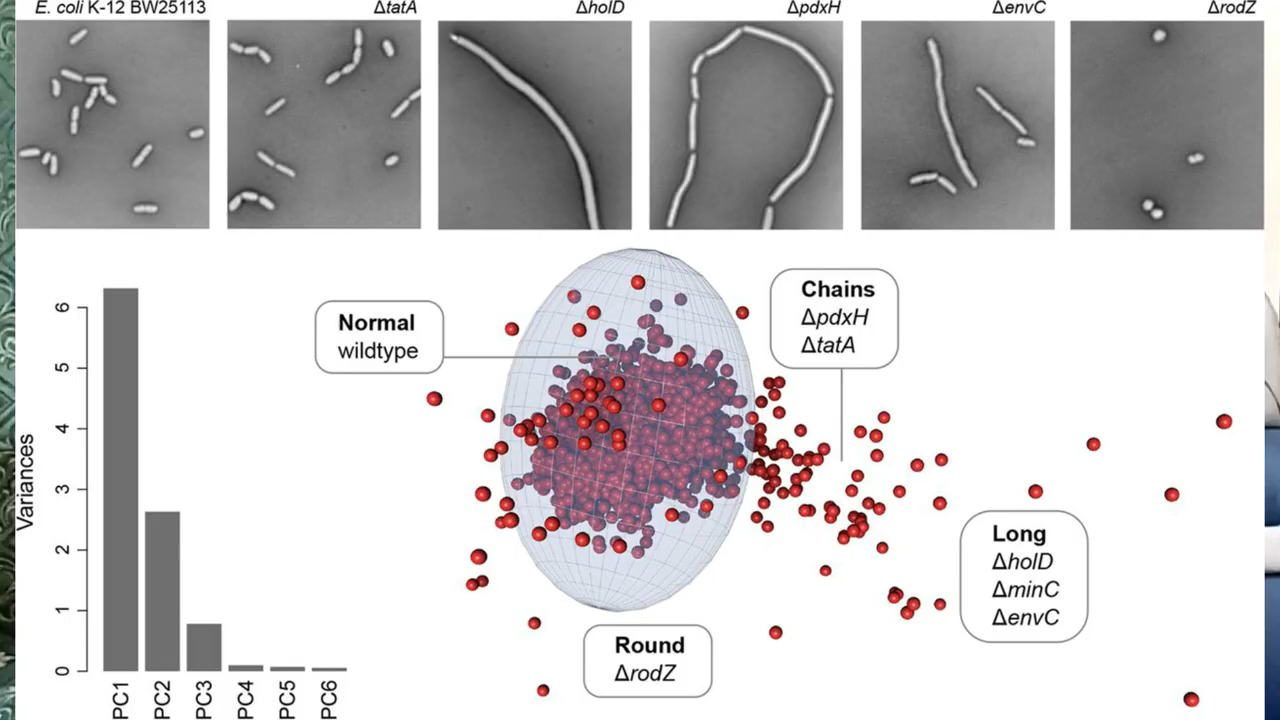 E. coli K-12 BW25113
ΔtatA
ΔholD
ΔpdxH
ΔenvC
ΔrodZ
Normal
wildtype
Chains
ΔpdxH
ΔtatA
Long
ΔholD
ΔminC
ΔenvC
Round
ΔrodZ
Variances
6
5
4
3
2
1
0
PC1
PC2
PC3
PC4
PC5
PC6